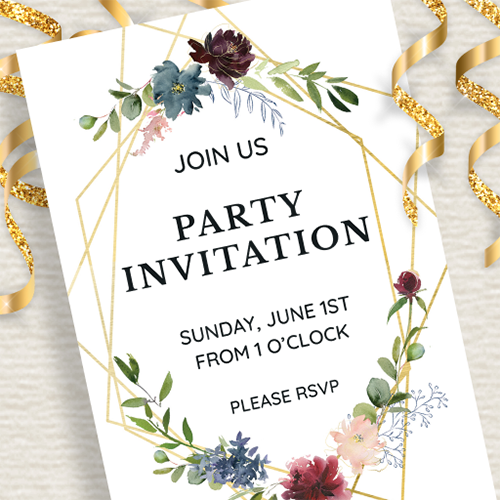 JOIN US
PARTY
INVITATION
SUNDAY, JUNE 1ST
FROM 1 O'CLOCK
PLEASE RSVP